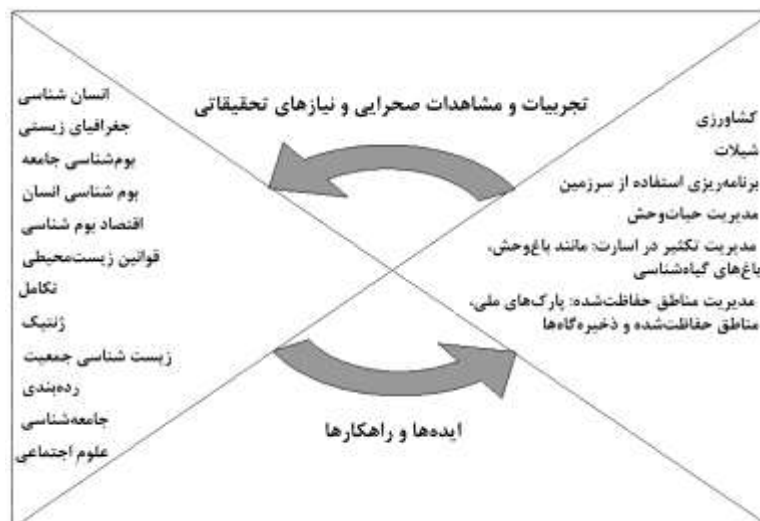 تجربیات و مشاهدات صحرایی و نیازهای تحقیقاتی
کشاورزی
شیلات
برنامه‌ریزی استفاده از سرزمین
مدیریت حیات‌وحش
مدیریت تکثیر در اسارت: مانند باغ‌وحش،
باغ‌های گیاه‌شناسی
مدیریت مناطق حفاظت‌شده: پارک‌های ملی،
مناطق حفاظت‌شده و ذخیره‌گاه‌ها
انسان شناسی
جغرافیای زیستی
بوم‌شناسی جامعه
بوم شناسی انسان
اقتصاد بوم شناسی
قوانین زیست‌محیطی
تکامل
ژنتیک
زیست شناسی جمعیت
رده‌بندی
جامعه‌شناسی
علوم اجتماعی
ایده‌ها و راهکارها